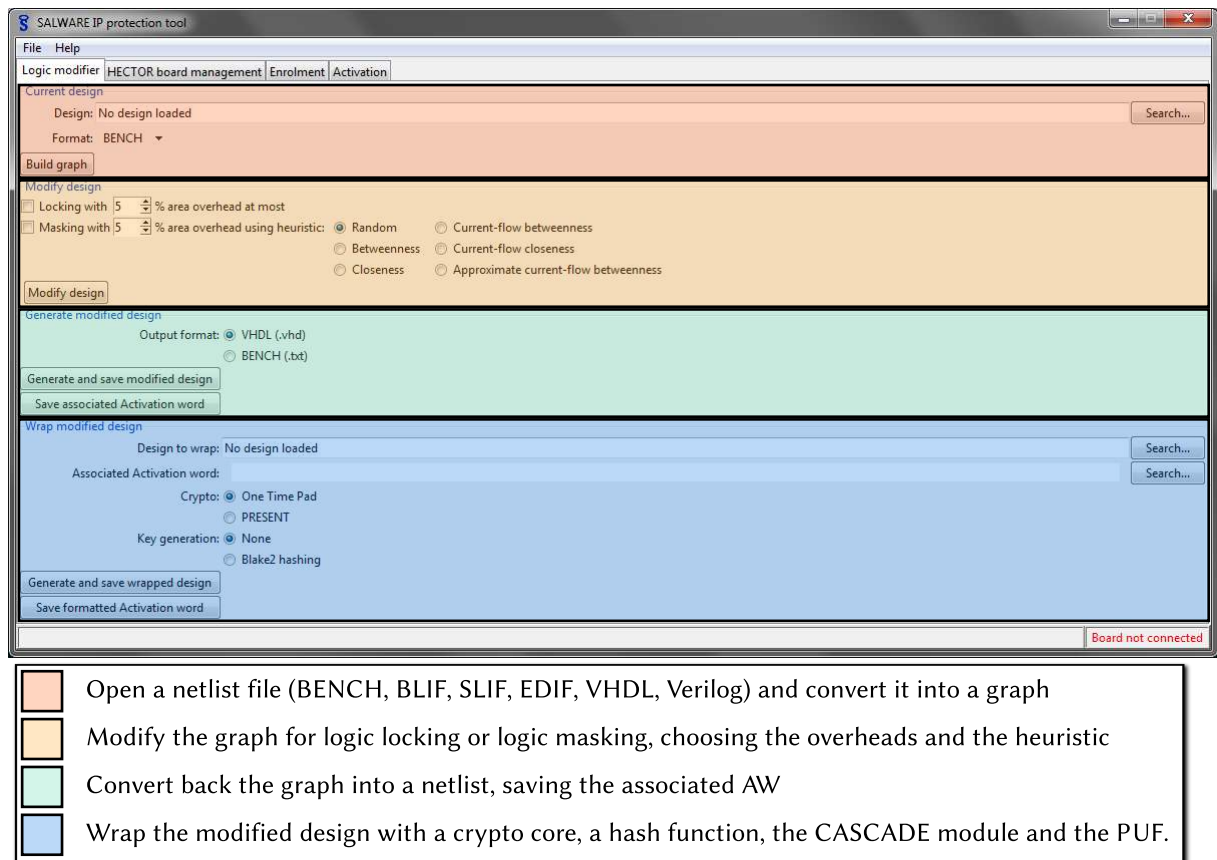 SALWARE IP protection tool
File Help
Logic modifier HECTOR board management Enrolment Activation
Current design
Design: No design loaded Search...
Format: BENCH
Build graph
Modify design
Locking with 5 % area overhead at most
Masking with 5 % area overhead using heuristic: Random Current-flow betweenness
Betweenness Current-flow closeness
Closeness Approximate current-flow betweenness
Modify design
Generate modified design
Output format: VHDL (.vhd)
BENCH (.txt)
Generate and save modified design
Save associated Activation word
Wrap modified design
Design to wrap: No design loaded Search...
Associated Activation word: Search...
Crypto: One Time Pad
PRESENT
Key generation: None
Blake2 hashing
Generate and save wrapped design
Save formatted Activation word
Board not connected
Open a netlist file (BENCH, BLIF, SLIF, EDIF, VHDL, Verilog) and convert it into a graph
Modify the graph for logic locking or logic masking, choosing the overheads and the heuristic
Convert back the graph into a netlist, saving the associated AW
Wrap the modified design with a crypto core, a hash function, the CASCADE module and the PUF.